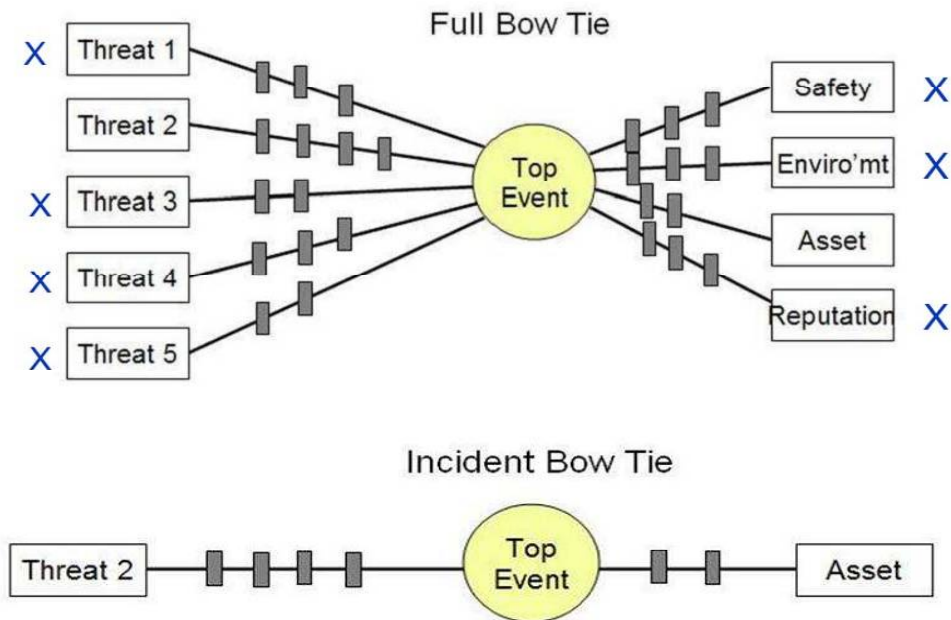 Full Bow Tie
X Threat 1
Threat 2
X Threat 3
X Threat 4
X Threat 5
Top
Event
Safety X
Enviro'mt X
Asset
Reputation X
Incident Bow Tie
Threat 2
Top
Event
Asset